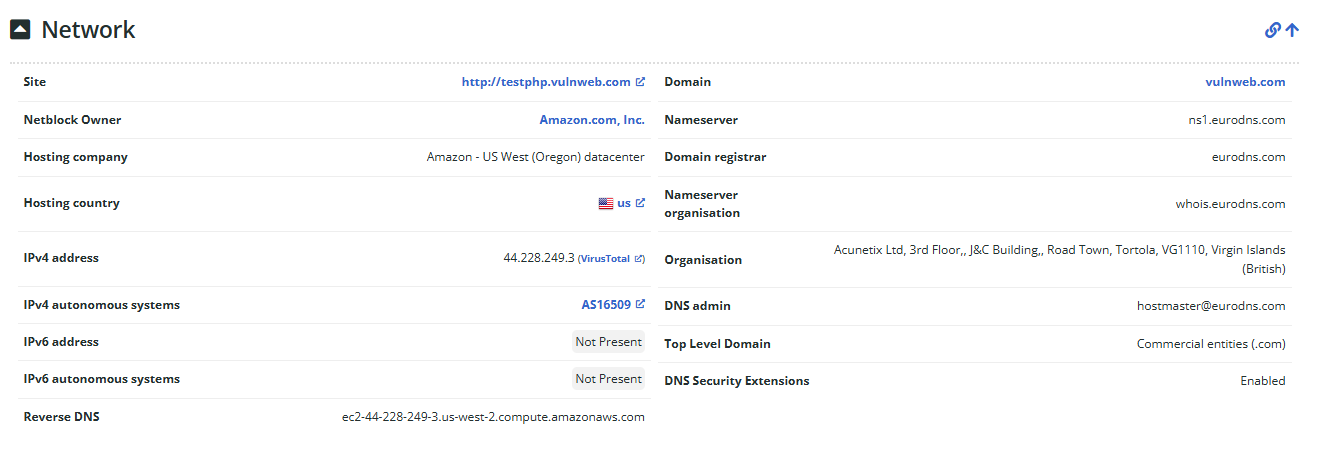 Network
Site http://testphp.vulnweb.com
Netblock Owner Amazon.com, Inc.
Hosting company Amazon - US West (Oregon) datacenter
Hosting country us
IPv4 address 44.228.249.3 (VirusTotal)
IPv4 autonomous systems AS16509
IPv6 address Not Present
IPv6 autonomous systems Not Present
Reverse DNS ec2-44-228-249-3.us-west-2.compute.amazonaws.com
Domain vulnweb.com
Nameserver ns1.eurodns.com
Domain registrar eurodns.com
Nameserver
organisation
whois.eurodns.com
Organisation
Acunetix Ltd, 3rd Floor,, J&C Building,, Road Town, Tortola, VG1110, Virgin Islands
(British)
DNS admin hostmaster@eurodns.com
Top Level Domain Commercial entities (.com)
DNS Security Extensions Enabled